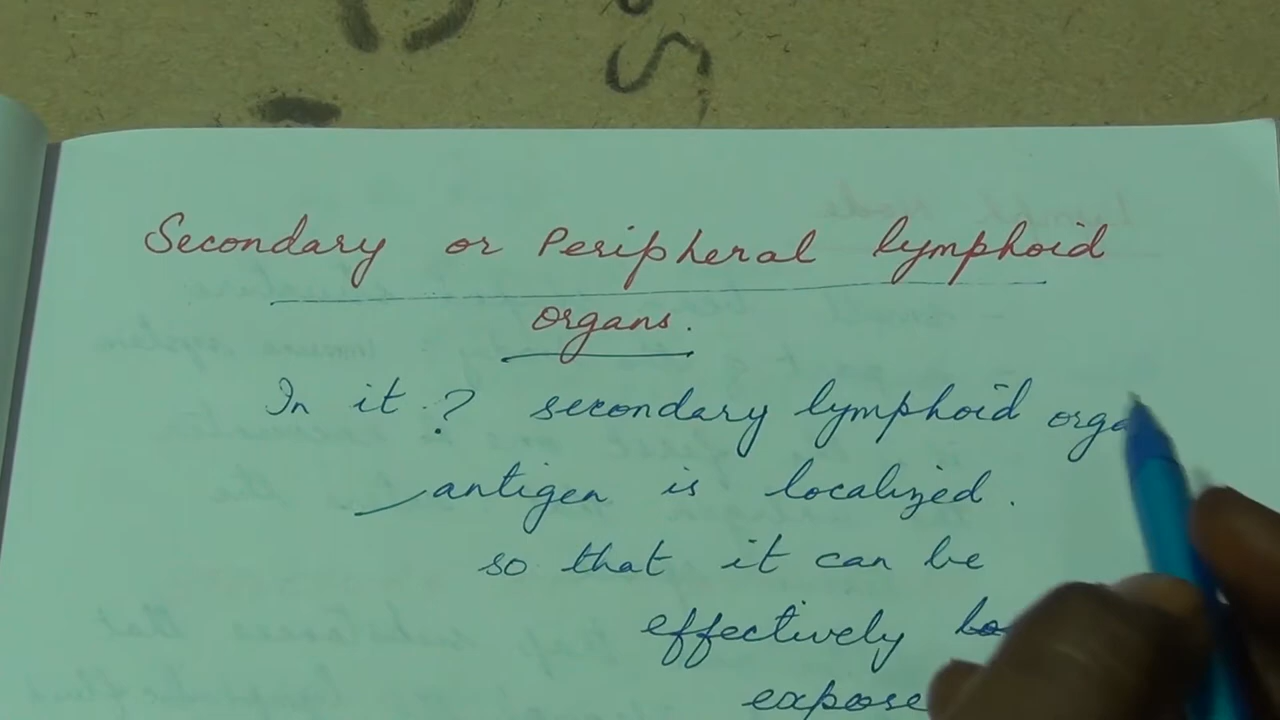 Secondary or Peripheral lymphoid
organs.
In it ? secondary lymphoid orga
antigen is localized.
so that it can be
effectively
expose